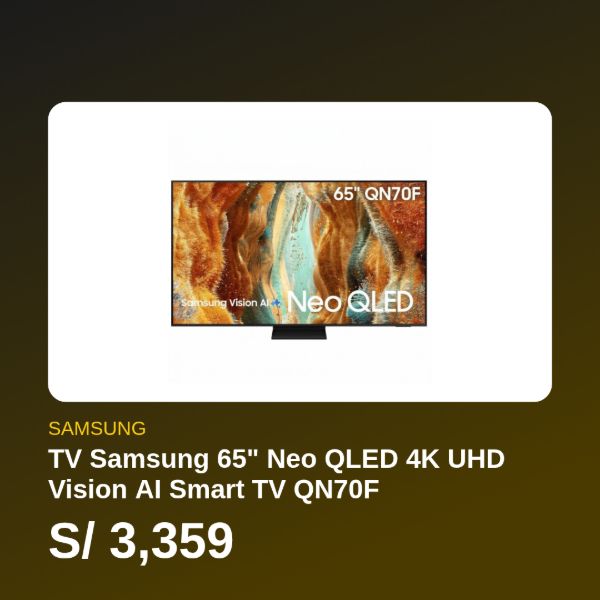 65" QN70F
Samsung Vision AI
Neo QLED
SAMSUNG
TV Samsung 65" Neo QLED 4K UHD
Vision AI Smart TV QN70F
S/ 3,359